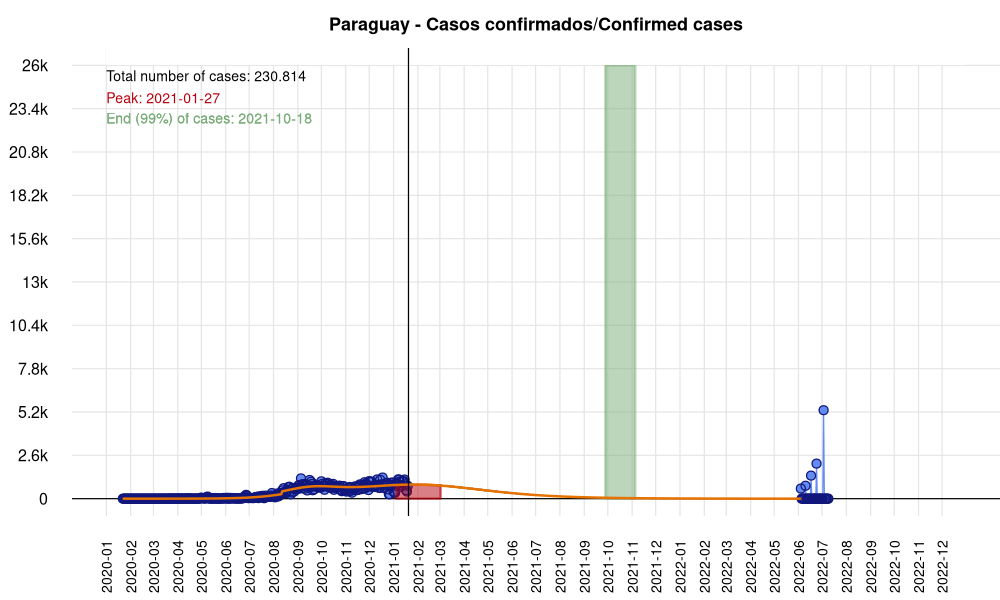 Paraguay - Casos confirmados/Confirmed cases
Total number of cases: 230.814
Peak: 2021-01-27
End (99%) of cases: 2021-10-18
26k
23.4k
20.8k
18.2k
15.6k
13k
10.4k
7.8k
5.2k
2.6k
0
2020-01
2020-02
2020-03
2020-04
2020-05
2020-06
2020-07
2020-08
2020-09
2020-10
2020-11
2020-12
2021-01
2021-02
2021-03
2021-04
2021-05
2021-06
2021-07
2021-08
2021-09
2021-10
2021-11
2021-12
2022-01
2022-02
2022-03
2022-04
2022-05
2022-06
2022-07
2022-08
2022-09
2022-10
2022-11
2022-12